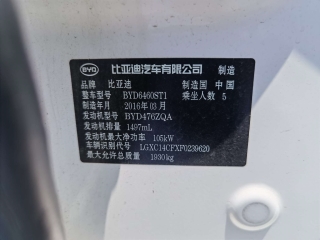 BYD 比亚迪汽车有限公司 制造
品牌 比亚迪 制造国 中国
整车型号 BYD6460ST1 乘坐人数 5
制造年月 2016年03月
发动机型号 BYD476ZQA
发动机排量 1497mL
发动机最大净功率 105kW
车辆识别代号 LGXC14CFXF0239620
最大允许总质量 1930kg